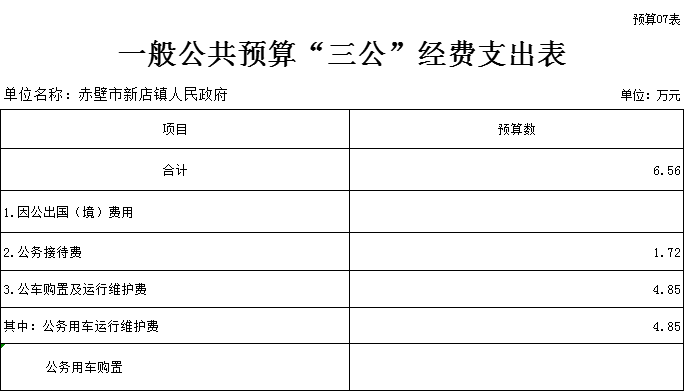 预算07表
一般公共预算“三公”经费支出表
单位名称：赤壁市新店镇人民政府 单位：万元
项目 预算数
合计 6.56
1.因公出国（境）费用
2.公务接待费 1.72
3.公车购置及运行维护费 4.85
其中：公务用车运行维护费 4.85
公务用车购置